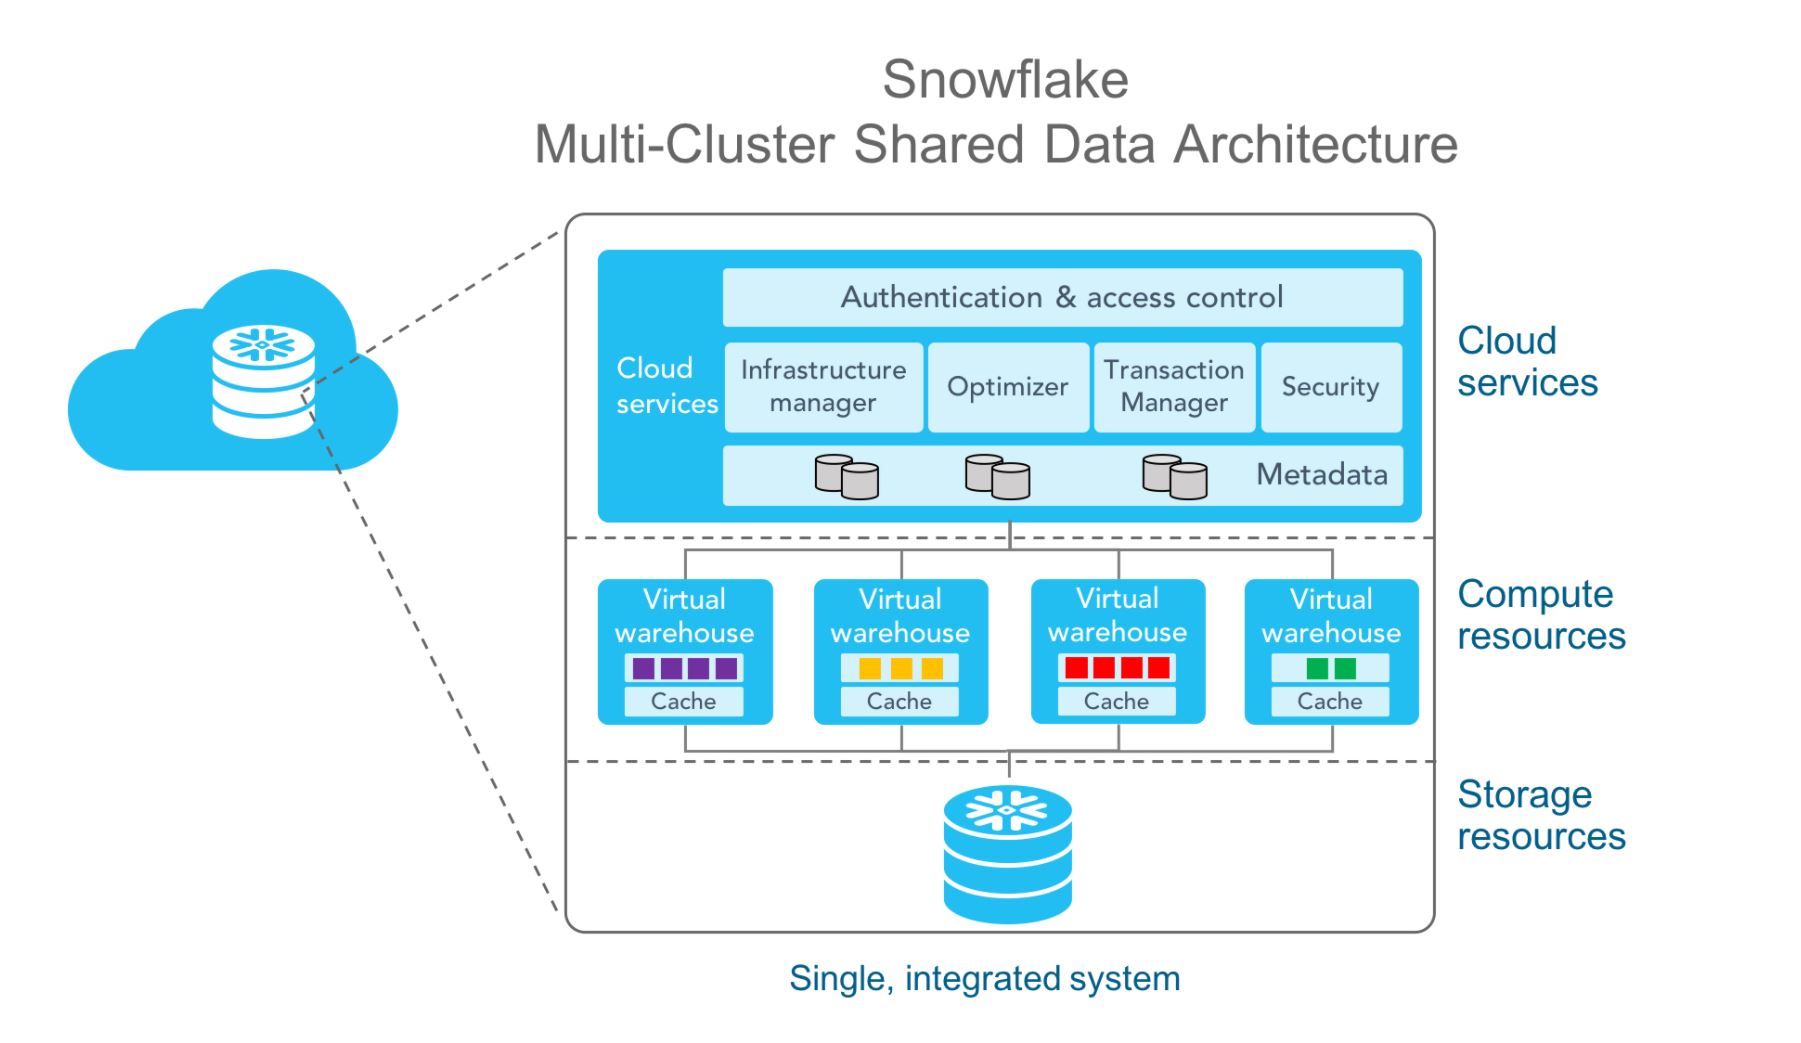 Snowflake
Multi-Cluster Shared Data Architecture
Authentication & access control
Cloud
services
Infrastructure
manager
Optimizer
Transaction
Manager
Security
Metadata
Cloud
services
Virtual
warehouse
Cache
Virtual
warehouse
Cache
Virtual
warehouse
Cache
Virtual
warehouse
Cache
Compute
resources
Storage
resources
Single, integrated system